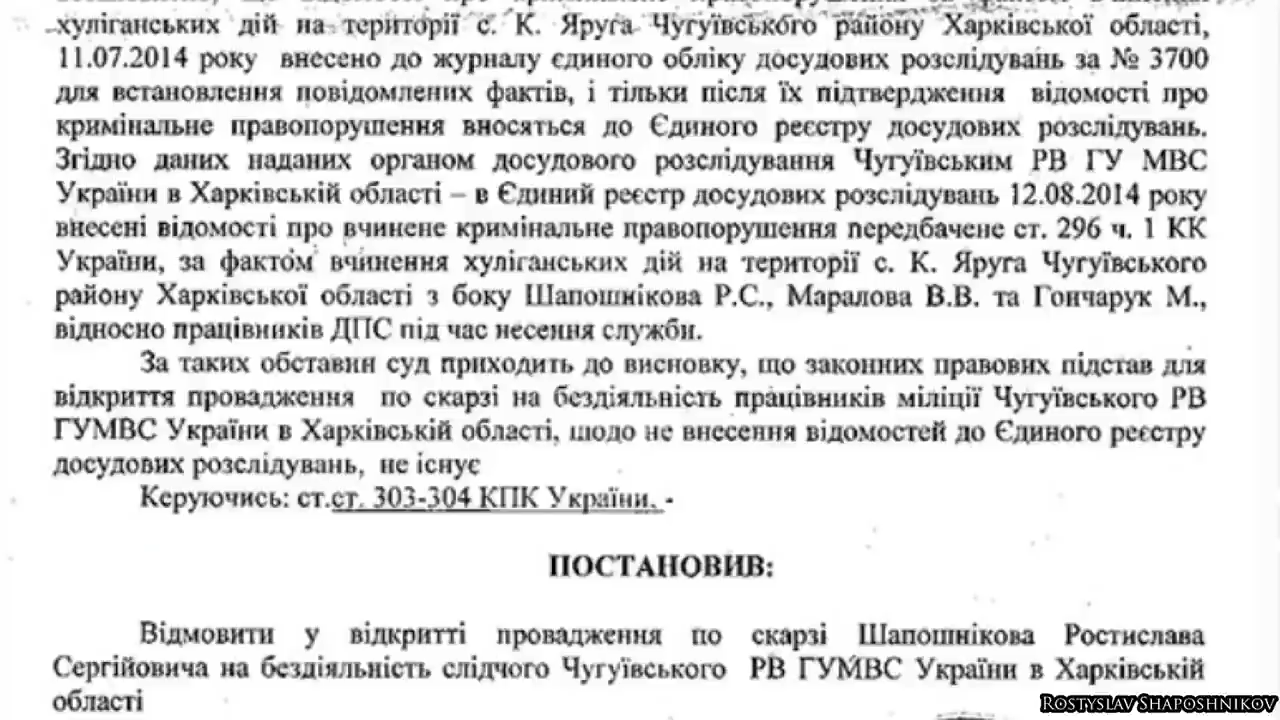 хуліганських дій на території с. К. Яруга Чугуївського району Харківської області,
11.07.2014 року внесено до журналу єдиного обліку досудових розслідувань за № 3700
для встановлення повідомлених фактів, і тільки після їх підтвердження відомості про
кримінальне правопорушення вносяться до Єдиного реєстру досудових розслідувань.
Згідно даних наданих органом досудового розслідування Чугуївським РВ ГУ МВС
України в Харківській області – в Єдиний реєстр досудових розслідувань 12.08.2014 року
внесені відомості про вчинене кримінальне правопорушення передбачене ст. 296 ч. 1 КК
України, за фактом вчинення хуліганських дій на території с. К. Яруга Чугуївського
району Харківської області з боку Шапошнікова Р.С., Маралова В.В. та Гончарук М.,
відносно працівників ДПС під час несення служби.
За таких обставин суд приходить до висновку, що законних правових підстав для
відкриття провадження по скарзі на бездіяльність працівників міліції Чугуївського РВ
ГУМВС України в Харківській області, щодо не внесення відомостей до Єдиного реєстру
досудових розслідувань, не існує
Керуючись: ст.ст. 303-304 КПК України, -
ПОСТАНОВИВ:
Відмовити у відкритті провадження по скарзі Шапошнікова Ростислава
Сергійовича на бездіяльність слідчого Чугуївського РВ ГУМВС України в Харківській
області
Rostyslav Shaposhnikov